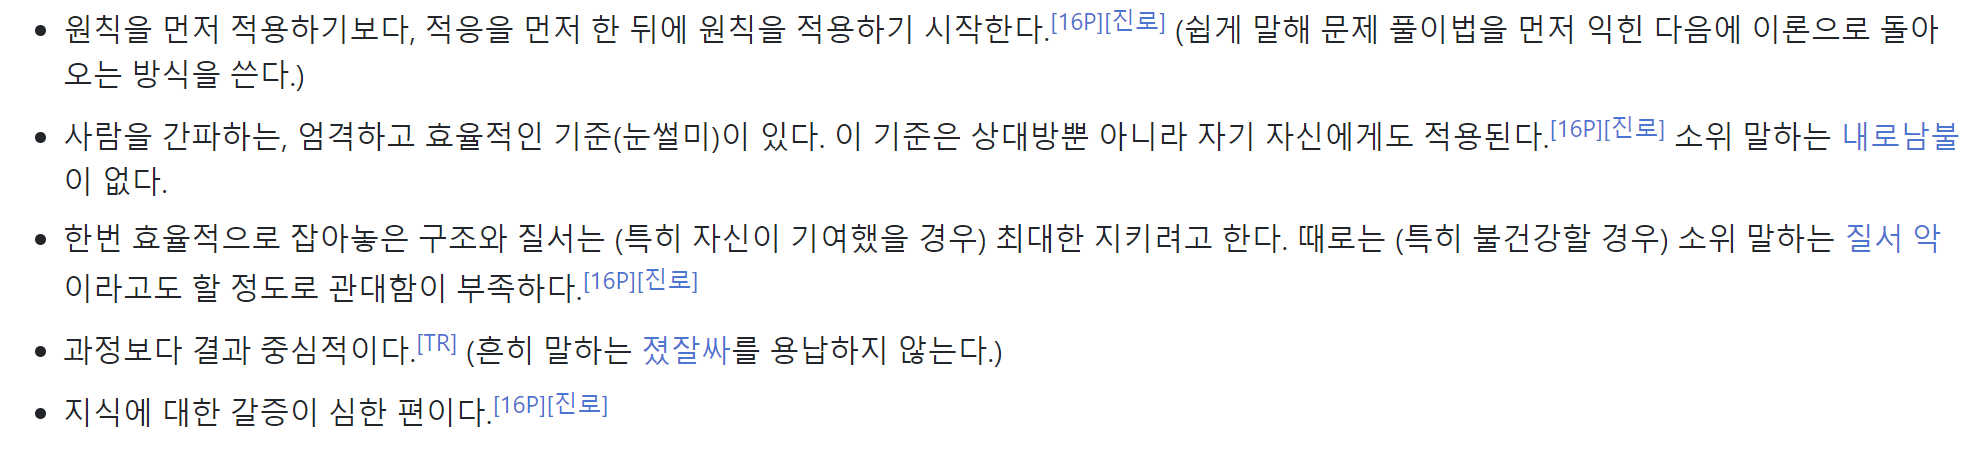 • 원칙을 먼저 적용하기보다, 적응을 먼저 한 뒤에 원칙을 적용하기 시작한다.[16P][진로] (쉽게 말해 문제 풀이법을 먼저 익힌 다음에 이론으로 돌아
오는 방식을 쓴다.)
• 사람을 간파하는, 엄격하고 효율적인 기준(눈썰미)이 있다. 이 기준은 상대방뿐 아니라 자기 자신에게도 적용된다.[16P][진로] 소위 말하는 내로남불
이 없다.
• 한번 효율적으로 잡아놓은 구조와 질서는 (특히 자신이 기여했을 경우) 최대한 지키려고 한다. 때로는 (특히 불건강할 경우) 소위 말하는 질서 악
이라고도 할 정도로 관대함이 부족하다.[16P][진로]
• 과정보다 결과 중심적이다.[TR] (흔히 말하는 졌잘싸를 용납하지 않는다.)
• 지식에 대한 갈증이 심한 편이다.[16P][진로]